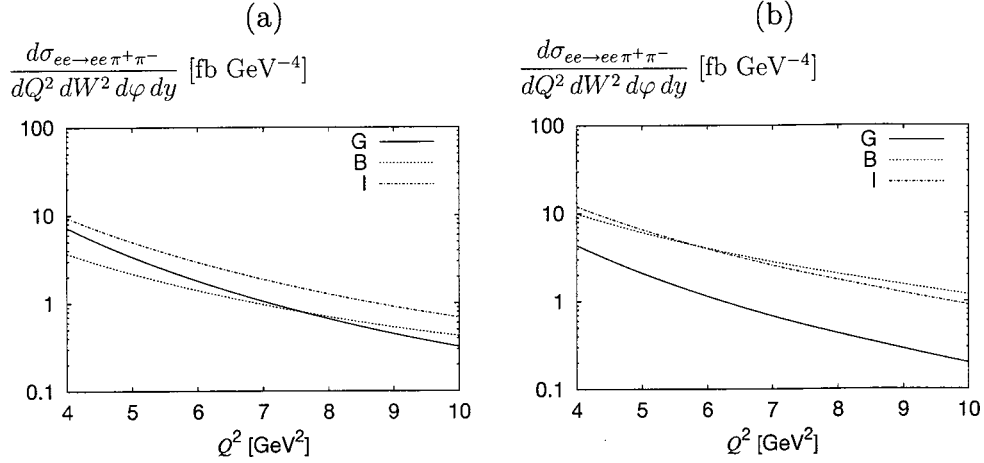 (a)
dσ_{ee→ee π⁺π⁻} / dQ² dW² dφ dy [fb GeV⁻⁴]
100
10
1
0.1
G
B
I
4 5 6 7 8 9 10
Q² [GeV²]
(b)
dσ_{ee→ee π⁺π⁻} / dQ² dW² dφ dy [fb GeV⁻⁴]
100
10
1
0.1
G
B
I
4 5 6 7 8 9 10
Q² [GeV²]